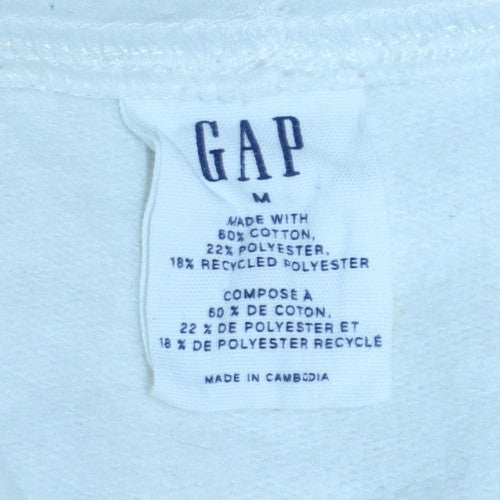 GAP
M
MADE WITH
60% COTTON,
22% POLYESTER,
18% RECYCLED POLYESTER
COMPOSÉ À
60 % DE COTON,
22 % DE POLYESTER ET
18 % DE POLYESTER RECYCLÉ
MADE IN CAMBODIA